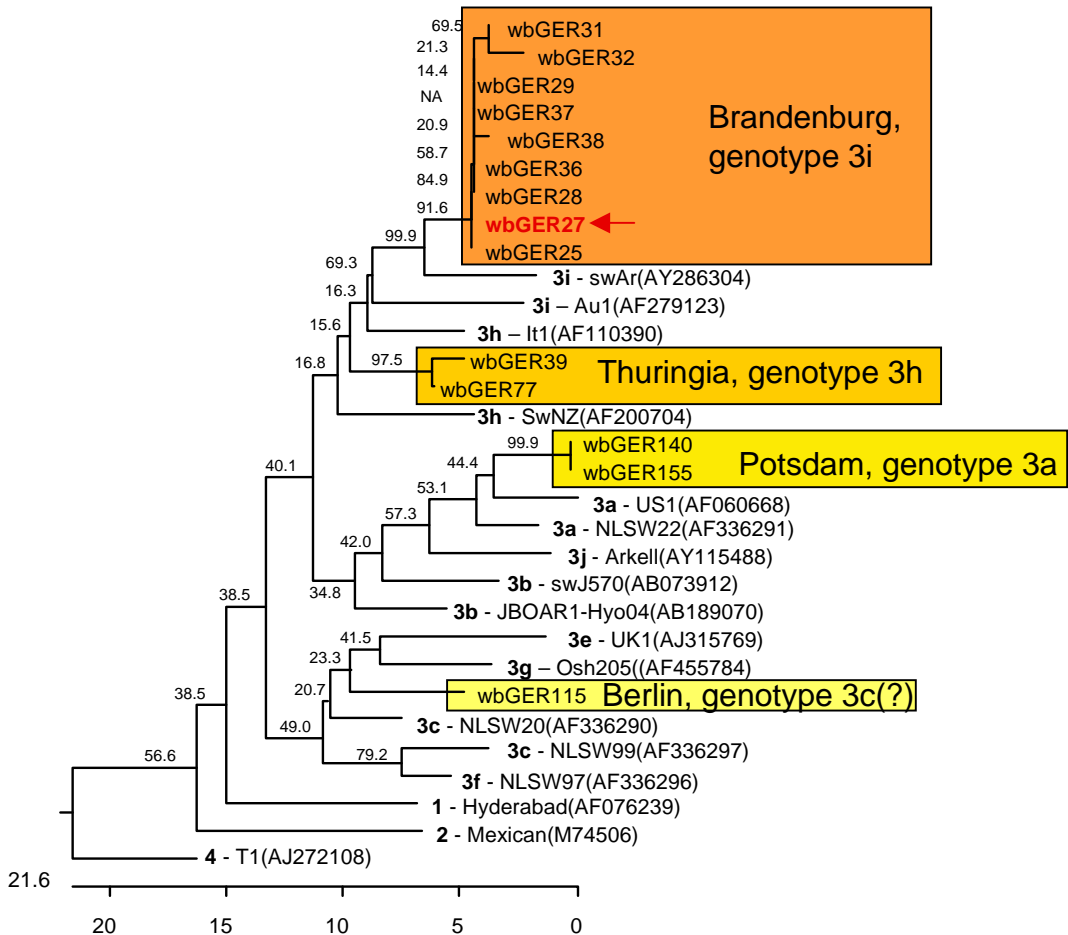 69.5
wbGER31
21.3
wbGER32
14.4
wbGER29
NA
wbGER37
20.9
wbGER38
Brandenburg,
genotype 3i
58.7
wbGER36
84.9
wbGER28
91.6
wbGER27
wbGER25
99.9
3i - swAr(AY286304)
69.3
3i – Au1(AF279123)
16.3
3h – It1(AF110390)
15.6
97.5
wbGER39
wbGER77
Thuringia, genotype 3h
16.8
3h - SwNZ(AF200704)
99.9
wbGER140
wbGER155
Potsdam, genotype 3a
44.4
3a - US1(AF060668)
53.1
3a - NLSW22(AF336291)
57.3
3j - Arkell(AY115488)
42.0
3b - swJ570(AB073912)
34.8
3b - JBOAR1-Hyo04(AB189070)
40.1
41.5
3e - UK1(AJ315769)
23.3
3g – Osh205((AF455784)
20.7
wbGER115
Berlin, genotype 3c(?)
3c - NLSW20(AF336290)
49.0
3c - NLSW99(AF336297)
79.2
3f - NLSW97(AF336296)
38.5
1 - Hyderabad(AF076239)
38.5
2 - Mexican(M74506)
56.6
4 - T1(AJ272108)
21.6
20 15 10 5 0